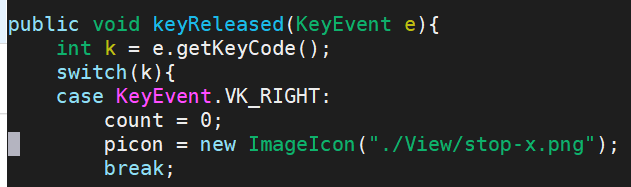 public void keyReleased(KeyEvent e){
    int k = e.getKeyCode();
    switch(k){
    case KeyEvent.VK_RIGHT:
        count = 0;
        picon = new ImageIcon("./View/stop-x.png");
        break;